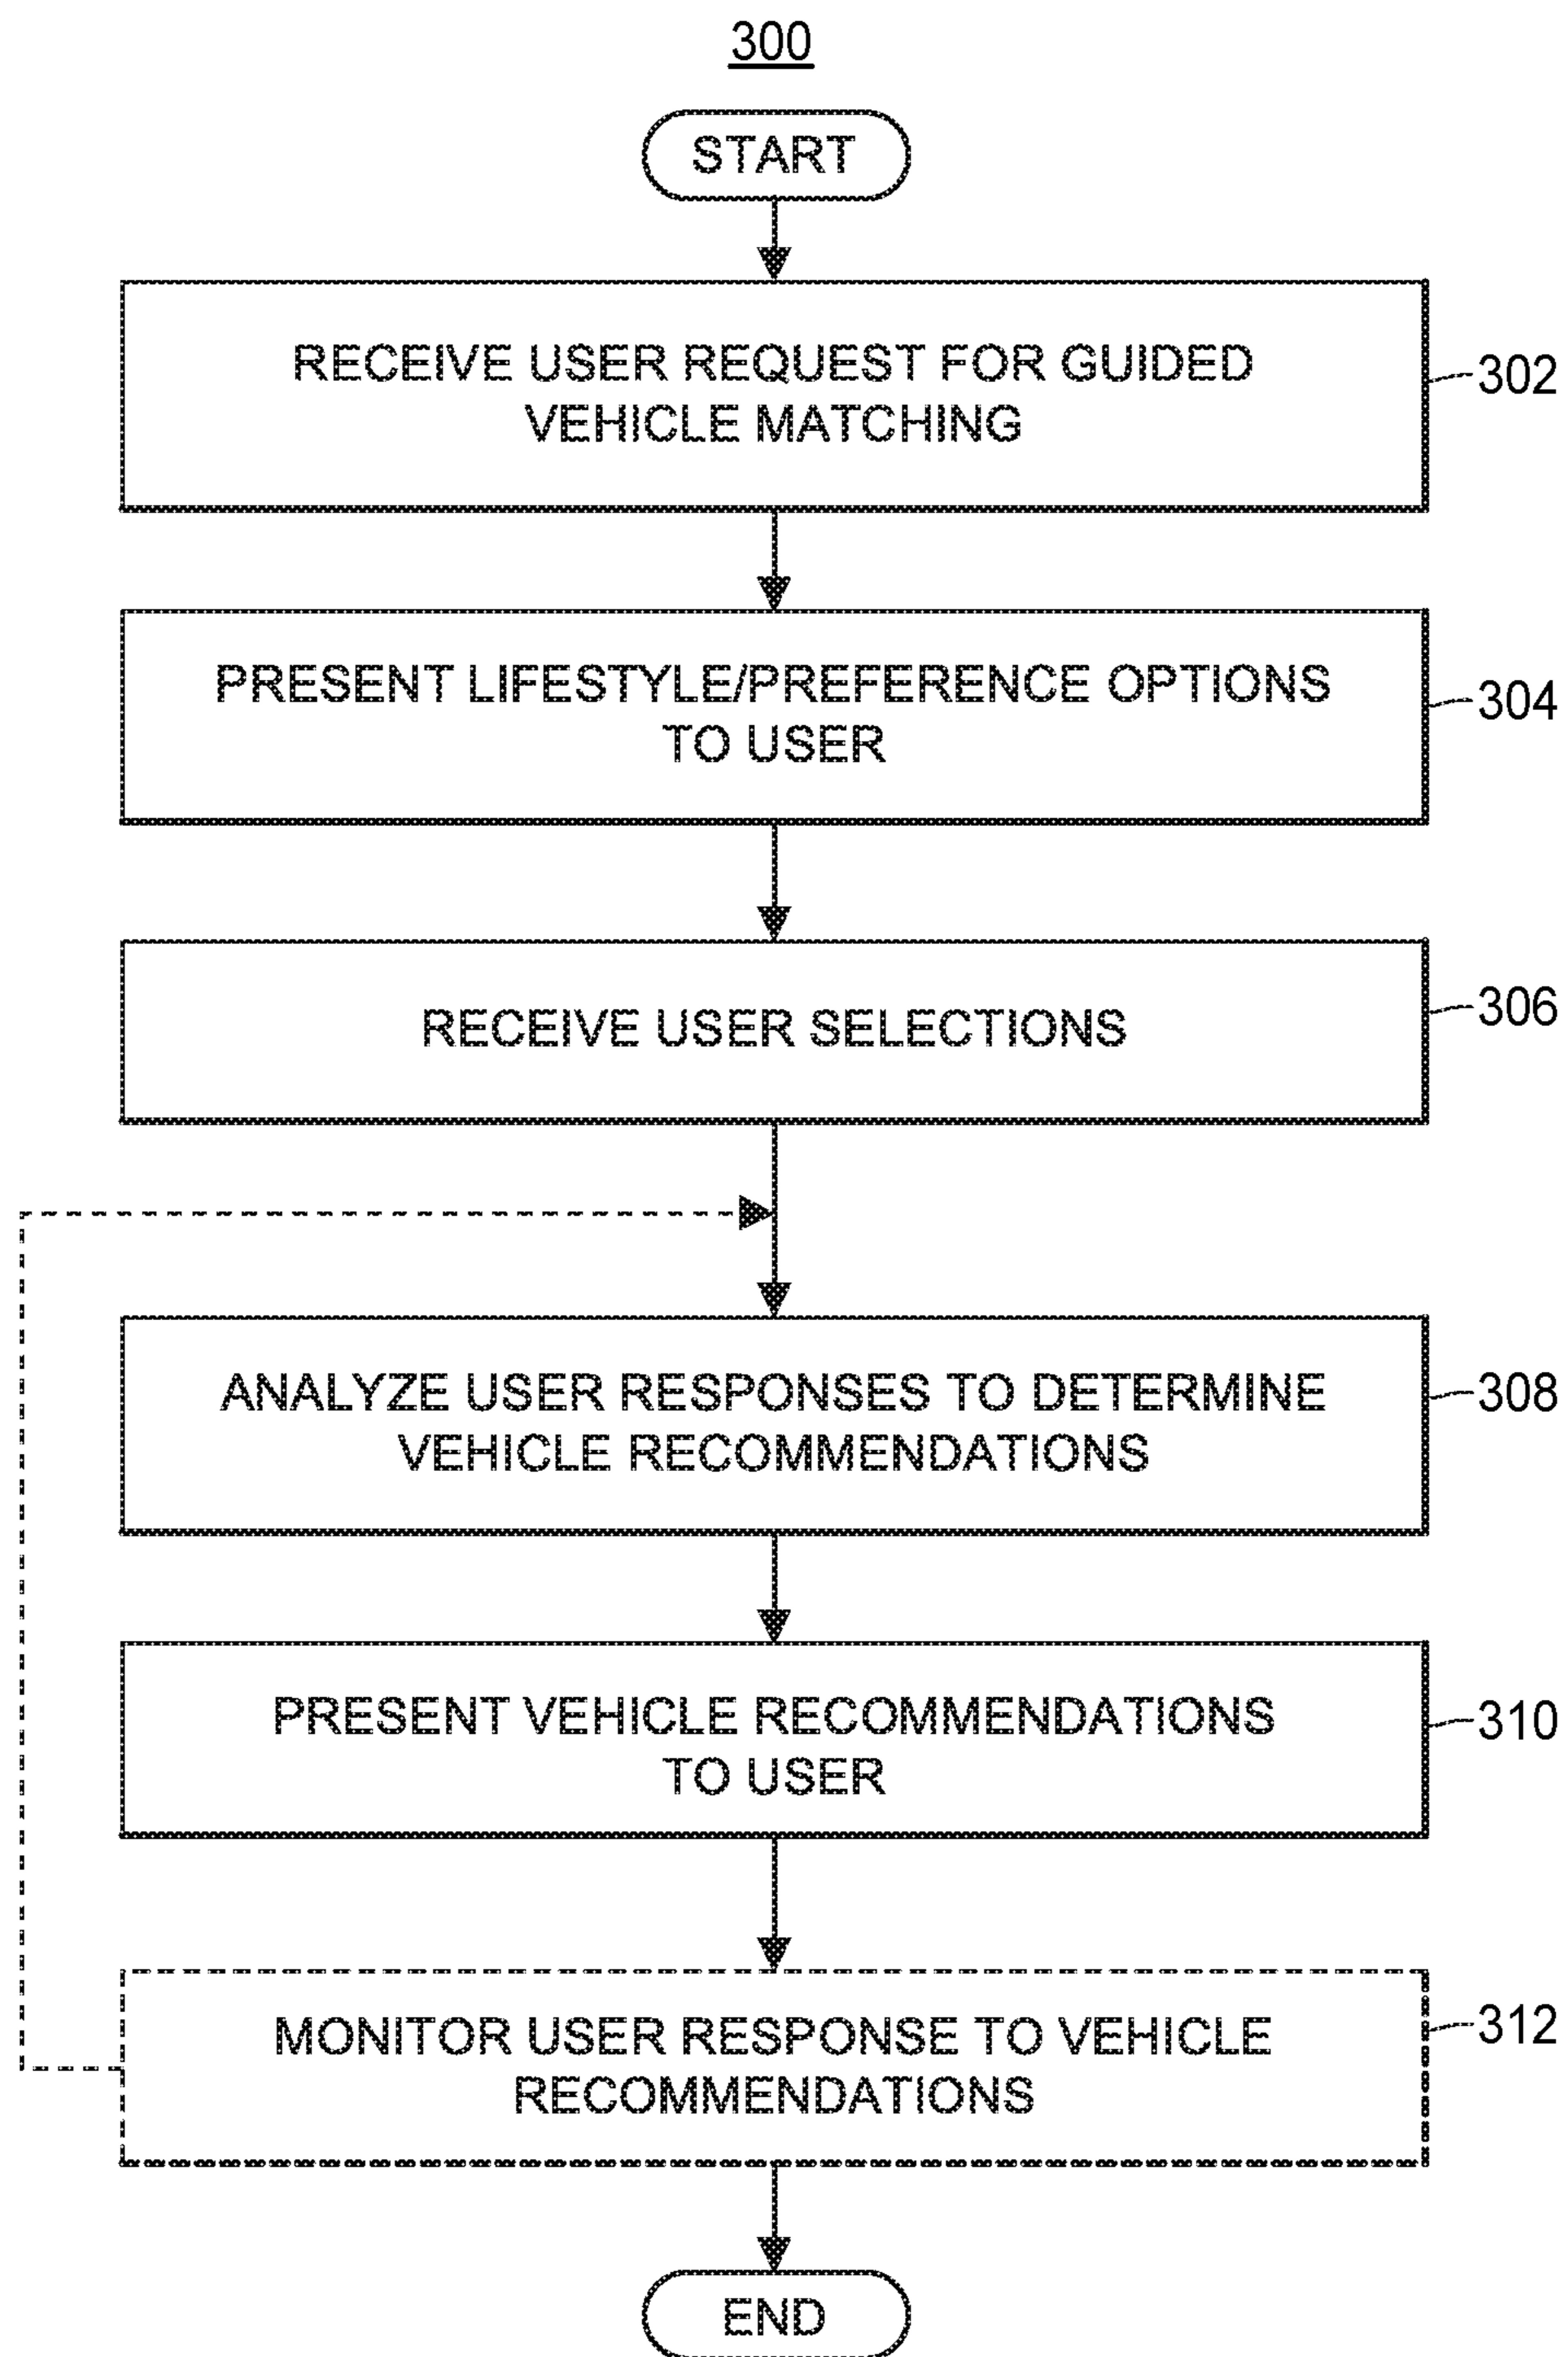 300
START
RECEIVE USER REQUEST FOR GUIDED
VEHICLE MATCHING
302
PRESENT LIFESTYLE/PREFERENCE OPTIONS
TO USER
304
RECEIVE USER SELECTIONS
306
ANALYZE USER RESPONSES TO DETERMINE
VEHICLE RECOMMENDATIONS
308
PRESENT VEHICLE RECOMMENDATIONS
TO USER
310
MONITOR USER RESPONSE TO VEHICLE
RECOMMENDATIONS
312
END